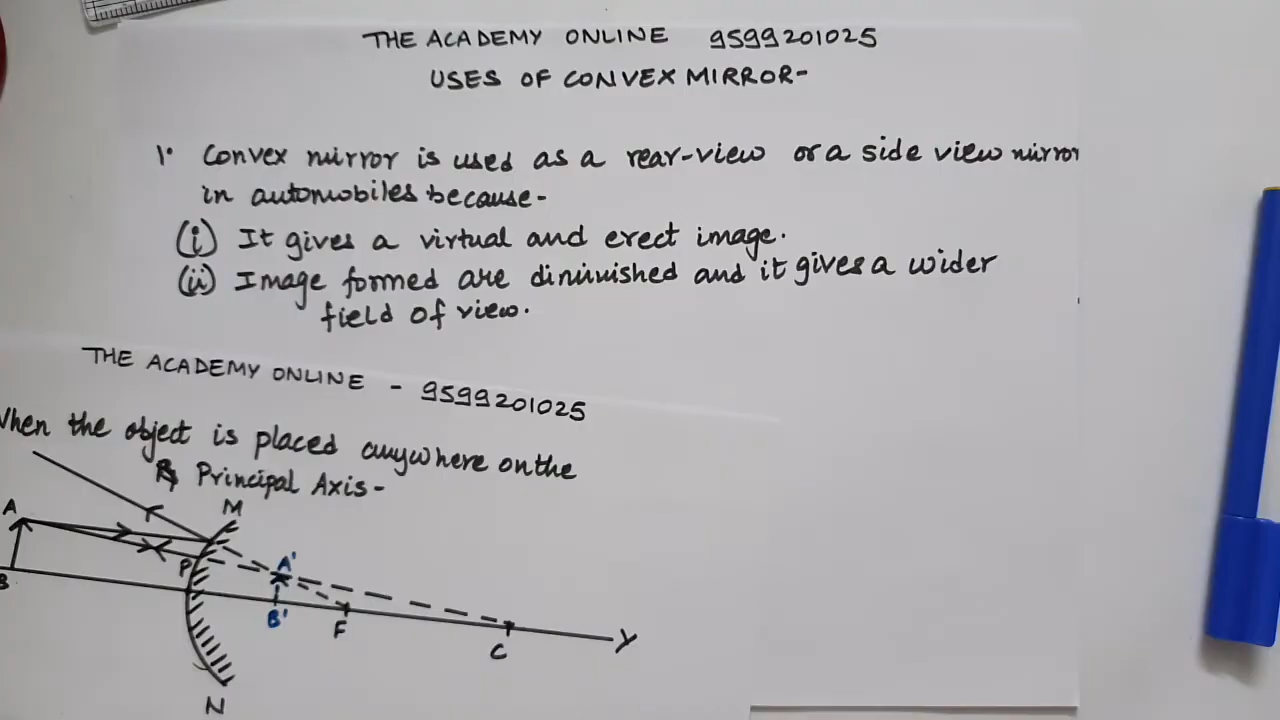 THE ACADEMY ONLINE 9599201025
USES OF CONVEX MIRROR-
1. Convex mirror is used as a rear-view or a side view mirror
in automobiles because-
(i) It gives a virtual and erect image.
(ii) Image formed are diminished and it gives a wider
field of view.
THE ACADEMY ONLINE - 9599201025
When the object is placed anywhere on the
Principal Axis-
M
A
P
A'
B
B'
F
C
N